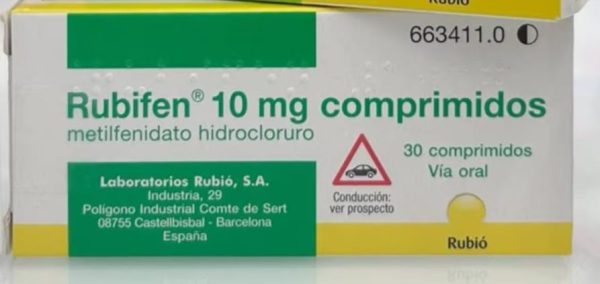 Rubió
663411.0
Rubifen® 10 mg comprimidos
metilfenidato hidrocloruro
30 comprimidos
Vía oral
Laboratorios Rubió, S.A.
Industria, 29
Polígono Industrial Comte de Sert
08755 Castellbisbal - Barcelona
España
Conducción:
ver prospecto
Rubió